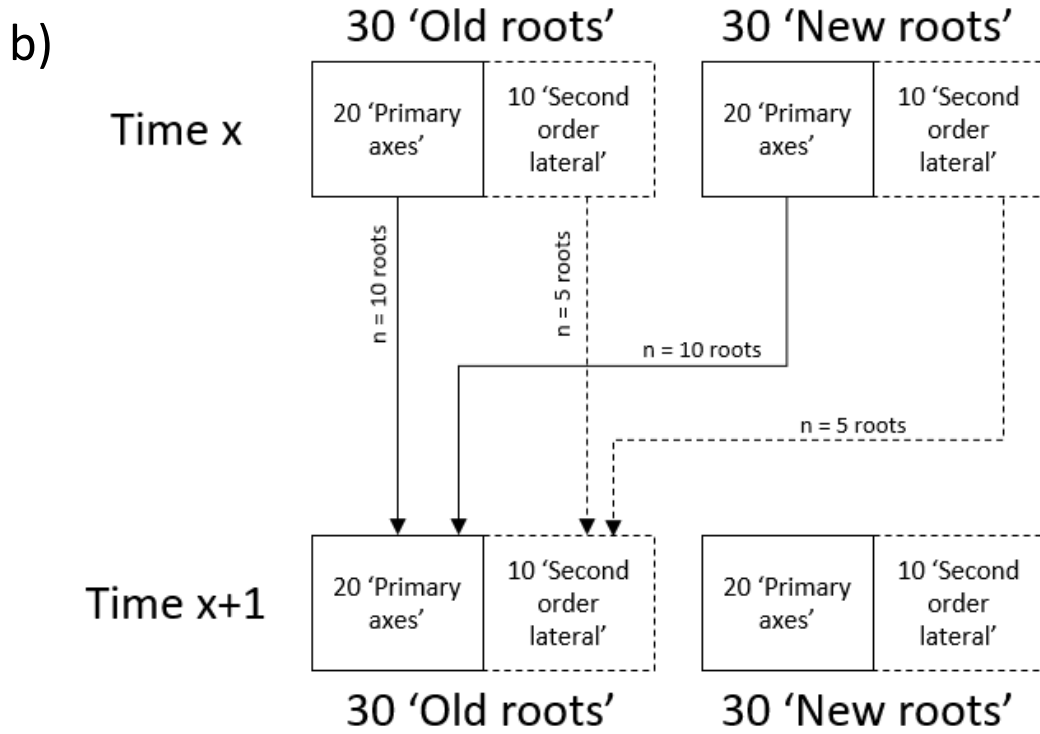 b)
30 ‘Old roots’
30 ‘New roots’
Time x
20 ‘Primary
axes’
10 ‘Second
order
lateral’
20 ‘Primary
axes’
10 ‘Second
order
lateral’
n = 10 roots
n = 5 roots
n = 10 roots
n = 5 roots
Time x+1
20 ‘Primary
axes’
10 ‘Second
order
lateral’
20 ‘Primary
axes’
10 ‘Second
order
lateral’
30 ‘Old roots’
30 ‘New roots’